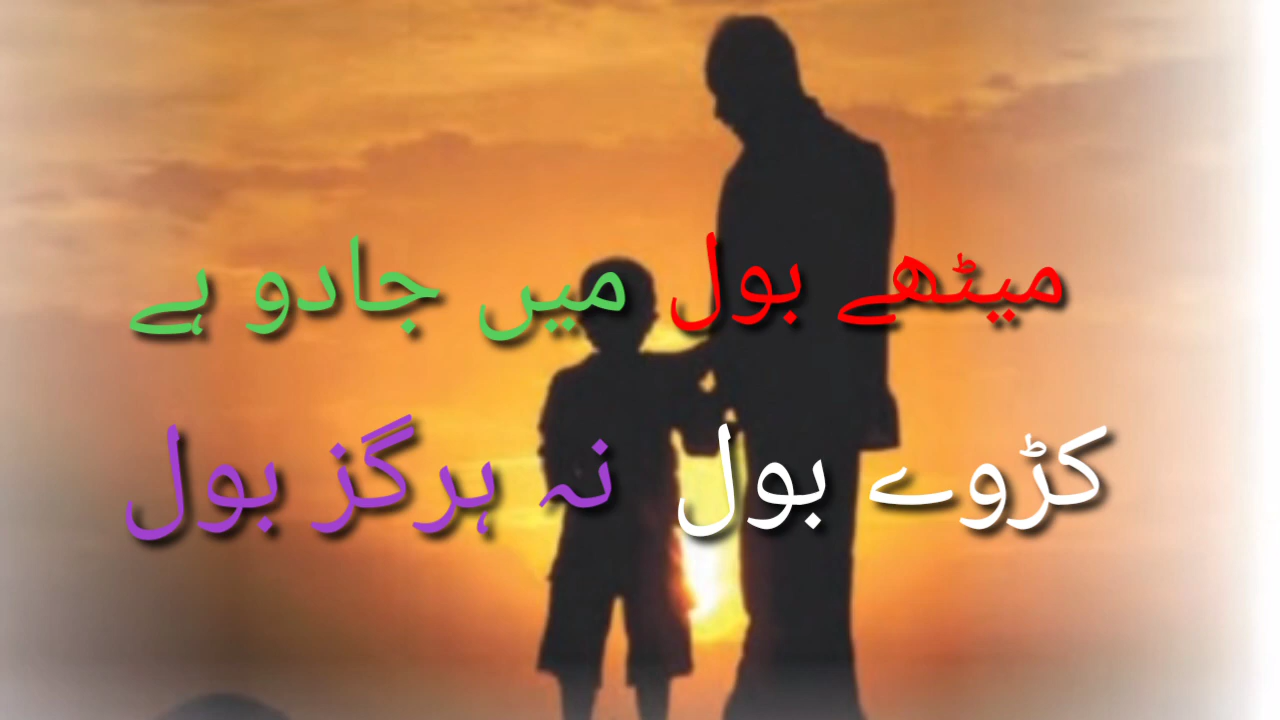 میٹھے بول میں جادو ہے
کڑوے بول نہ ہرگز بول